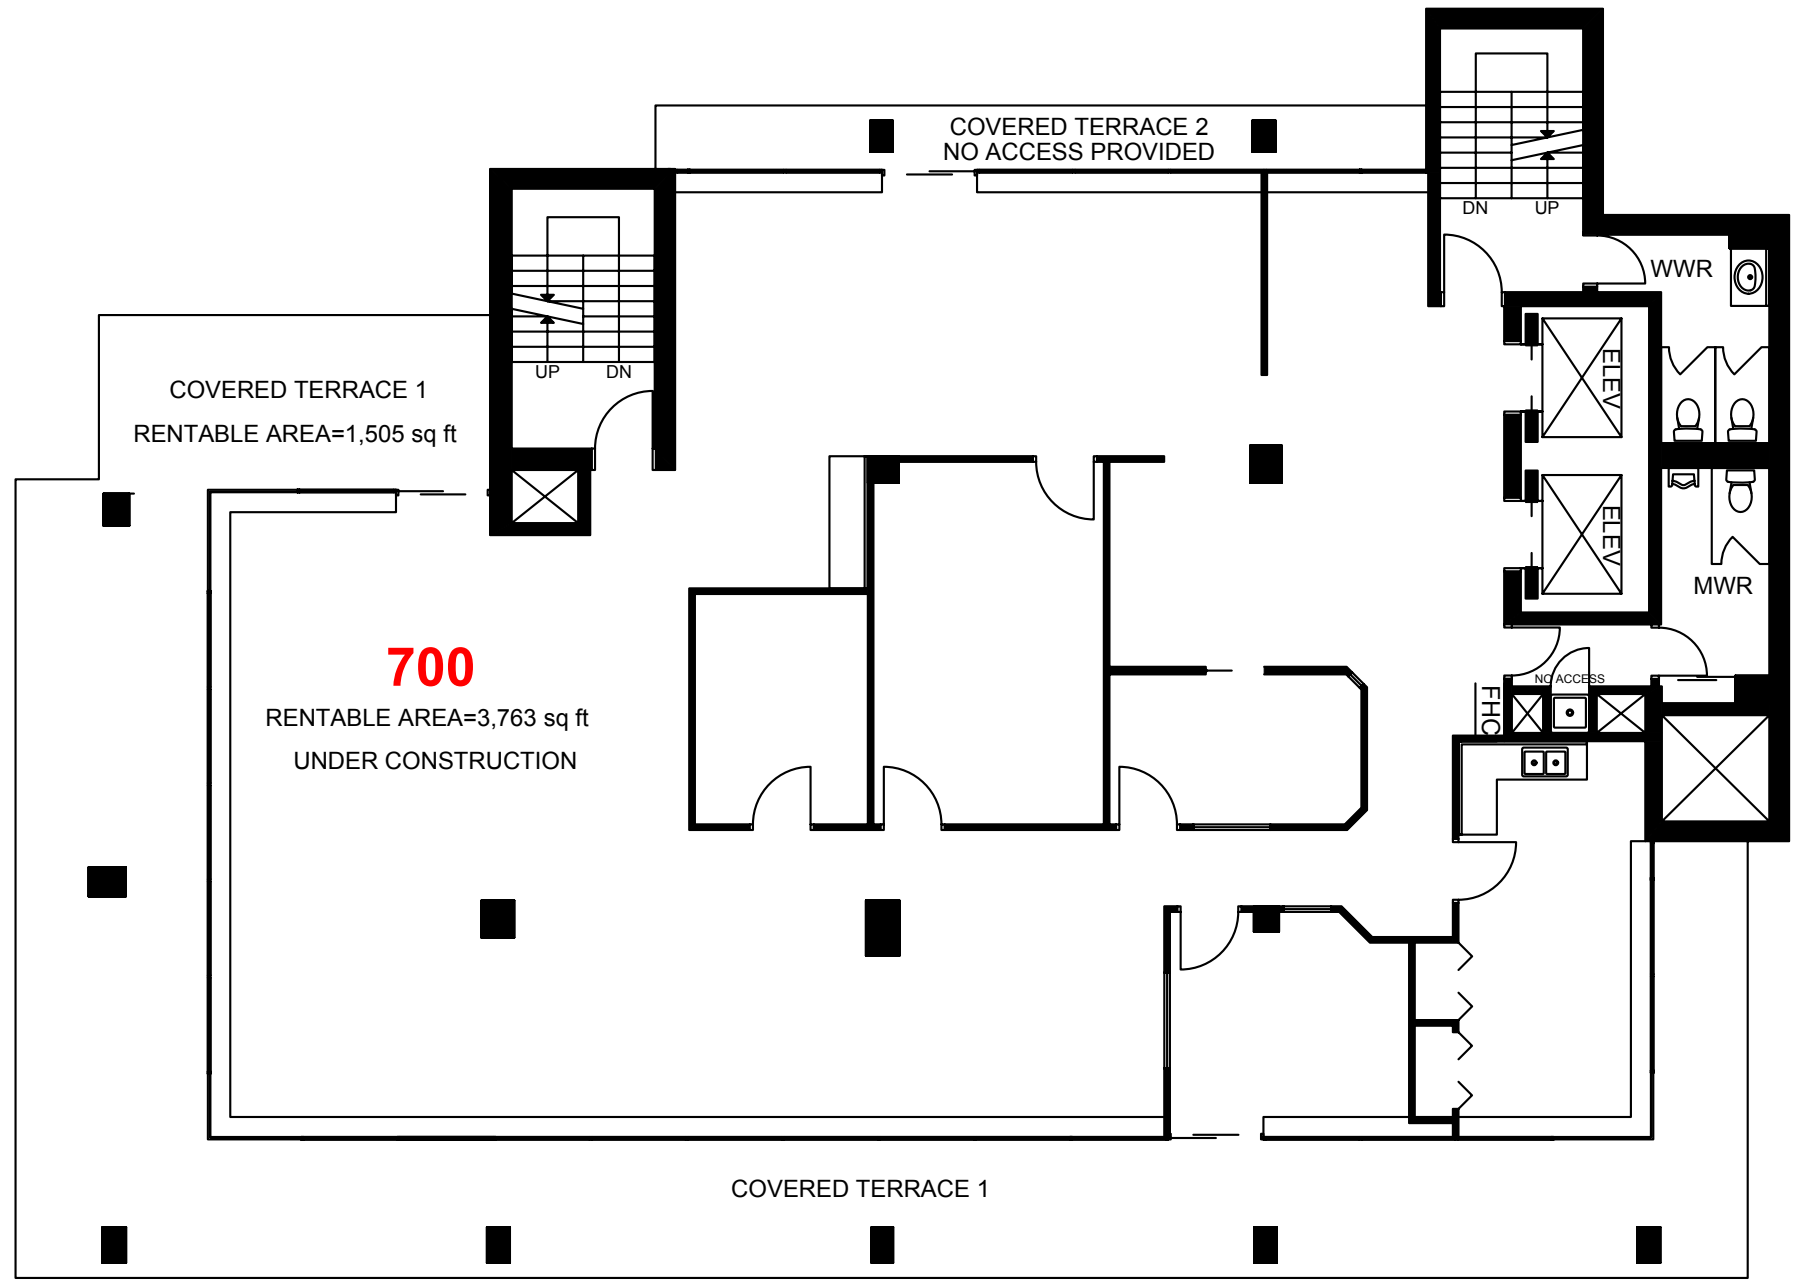 COVERED TERRACE 2
NO ACCESS PROVIDED
DN UP
WWR
UP DN
ELEV
COVERED TERRACE 1
RENTABLE AREA=1,505 sq ft
ELEV
MWR
700
RENTABLE AREA=3,763 sq ft
UNDER CONSTRUCTION
NO ACCESS
FHC
COVERED TERRACE 1